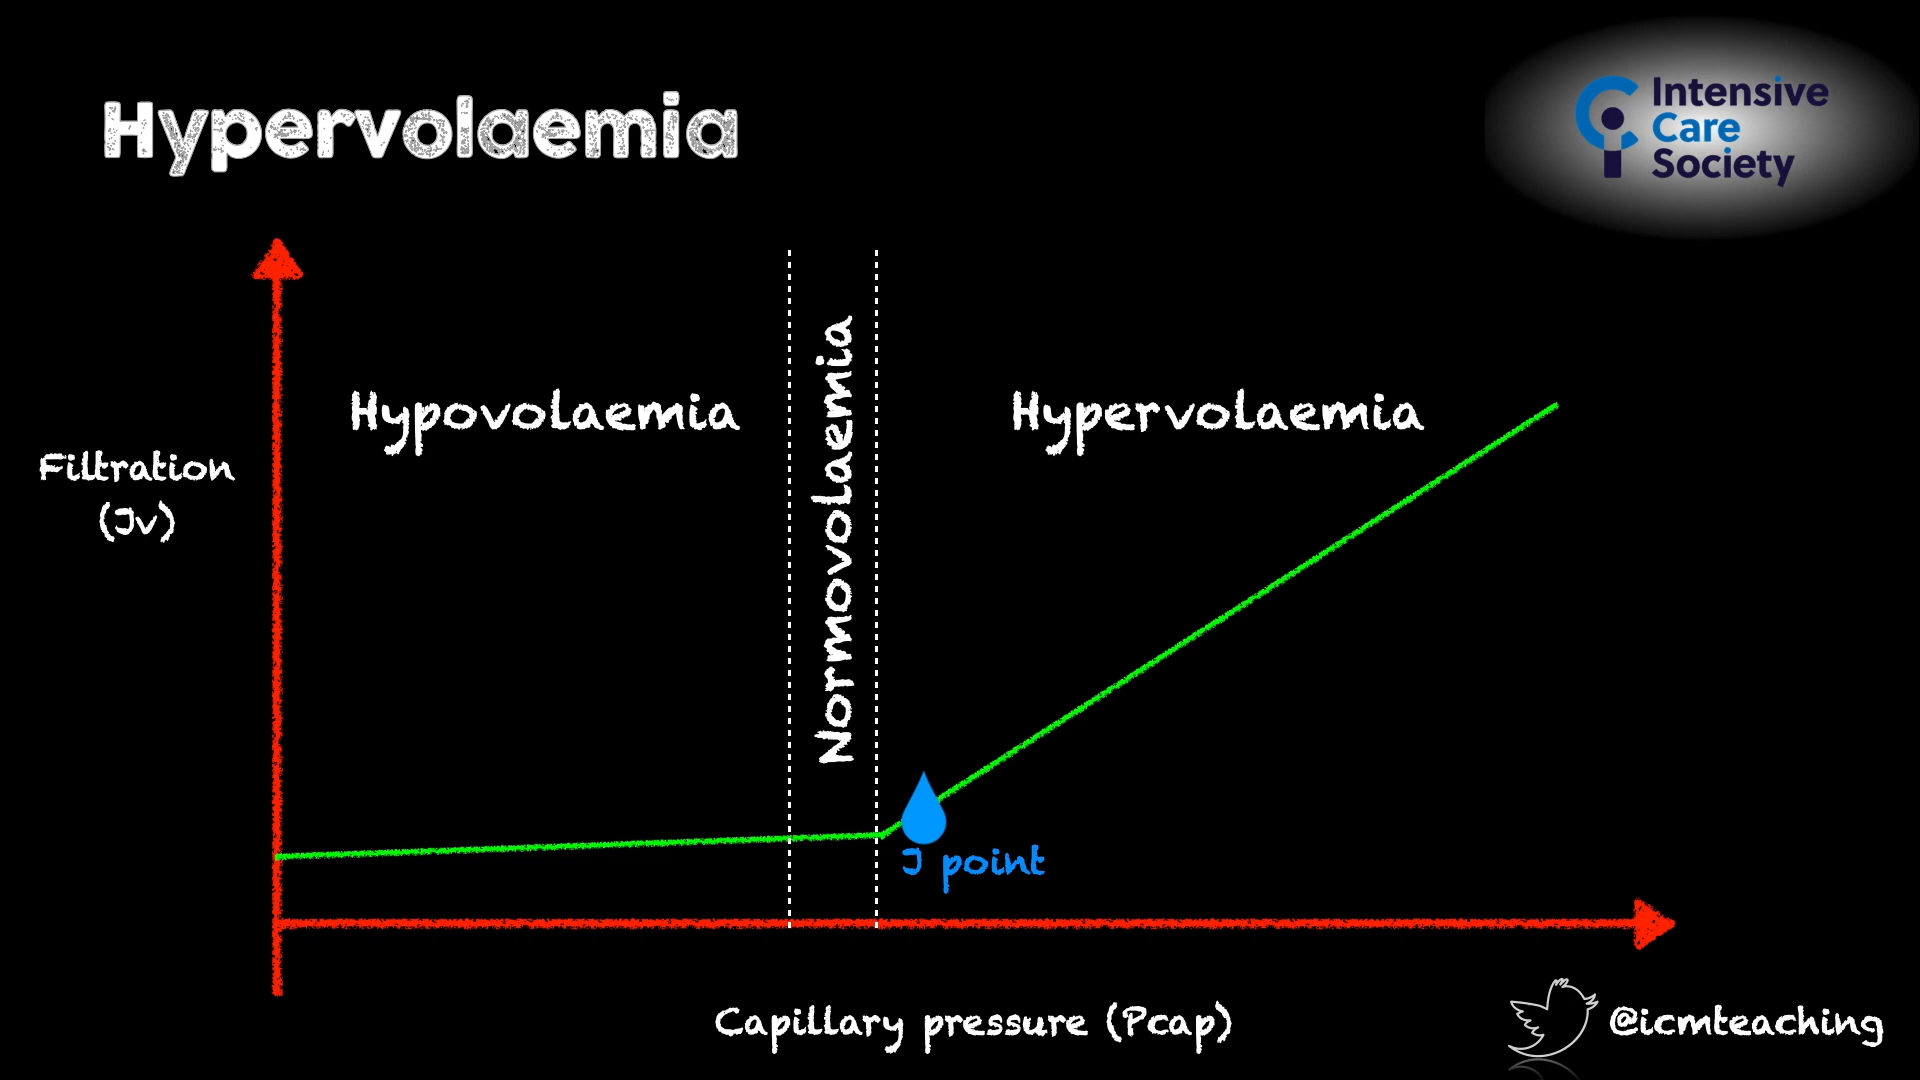 Hypervolaemia
Intensive
Care
Society
Hypovolaemia
Normovolaemia
Hypervolaemia
Filtration
(Jv)
J point
Capillary pressure (Pcap)
@icmteaching